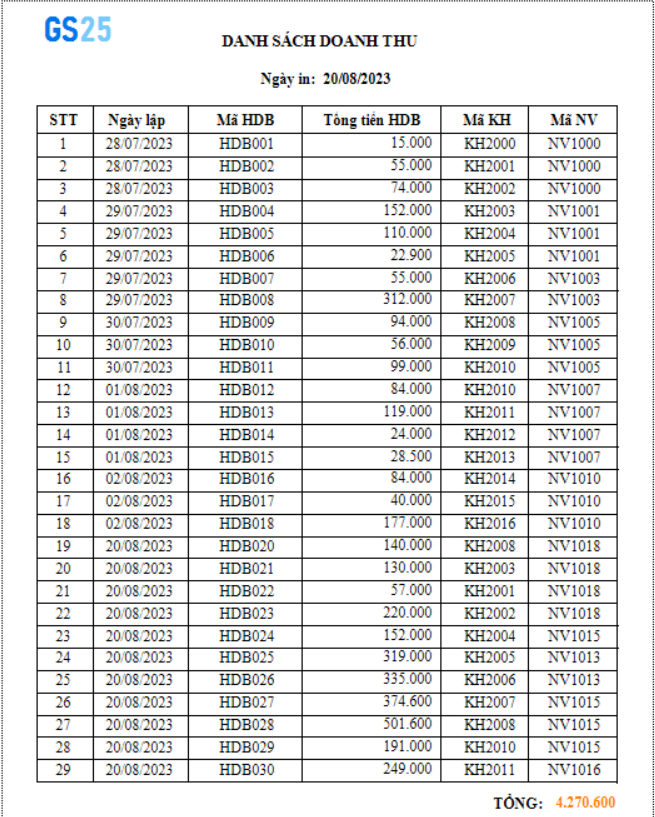 GS25
DANH SÁCH DOANH THU
Ngày in: 20/08/2023
STT Ngày lập Mã HDB Tổng tiền HDB Mã KH Mã NV
1 28/07/2023 HDB001 15.000 KH2000 NV1000
2 28/07/2023 HDB002 55.000 KH2001 NV1000
3 28/07/2023 HDB003 74.000 KH2002 NV1000
4 29/07/2023 HDB004 152.000 KH2003 NV1001
5 29/07/2023 HDB005 110.000 KH2004 NV1001
6 29/07/2023 HDB006 22.900 KH2005 NV1001
7 29/07/2023 HDB007 55.000 KH2006 NV1003
8 29/07/2023 HDB008 312.000 KH2007 NV1003
9 30/07/2023 HDB009 94.000 KH2008 NV1005
10 30/07/2023 HDB010 56.000 KH2009 NV1005
11 30/07/2023 HDB011 99.000 KH2010 NV1005
12 01/08/2023 HDB012 84.000 KH2010 NV1007
13 01/08/2023 HDB013 119.000 KH2011 NV1007
14 01/08/2023 HDB014 24.000 KH2012 NV1007
15 01/08/2023 HDB015 28.500 KH2013 NV1007
16 02/08/2023 HDB016 84.000 KH2014 NV1010
17 02/08/2023 HDB017 40.000 KH2015 NV1010
18 02/08/2023 HDB018 177.000 KH2016 NV1010
19 20/08/2023 HDB020 140.000 KH2008 NV1018
20 20/08/2023 HDB021 130.000 KH2003 NV1018
21 20/08/2023 HDB022 57.000 KH2001 NV1018
22 20/08/2023 HDB023 220.000 KH2002 NV1018
23 20/08/2023 HDB024 152.000 KH2004 NV1015
24 20/08/2023 HDB025 319.000 KH2005 NV1013
25 20/08/2023 HDB026 335.000 KH2006 NV1013
26 20/08/2023 HDB027 374.600 KH2007 NV1015
27 20/08/2023 HDB028 501.600 KH2008 NV1015
28 20/08/2023 HDB029 191.000 KH2010 NV1015
29 20/08/2023 HDB030 249.000 KH2011 NV1016
TỔNG: 4.270.600